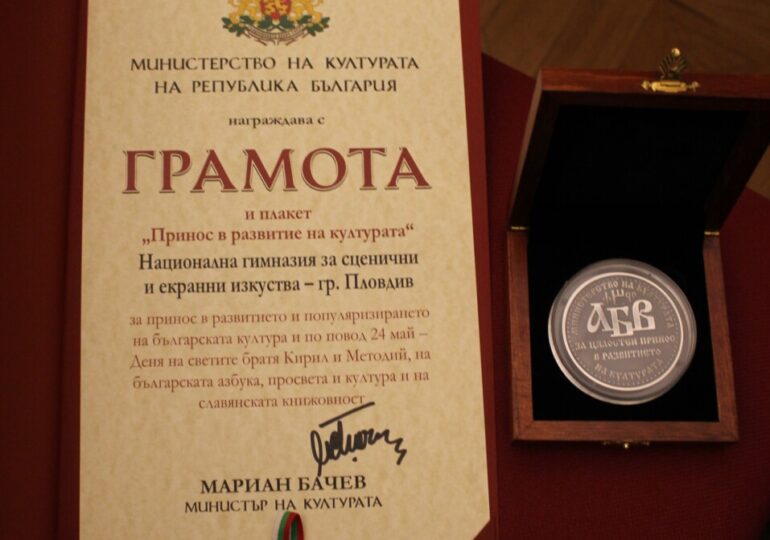 МИНИСТЕРСТВО НА КУЛТУРАТА
НА РЕПУБЛИКА БЪЛГАРИЯ
награждава с
ГРАМОТА
и плакет
„Принос в развитие на културата“
Национална гимназия за сценични
и екранни изкуства – гр. Пловдив
за принос в развитието и популяризирането
на българската култура и по повод 24 май –
Деня на светите братя Кирил и Методий, на
българската азбука, просвета и култура и на
славянската книжовност
МАРИАН БАЧЕВ
МИНИСТЪР НА КУЛТУРАТА
МИНИСТЕРСТВО НА КУЛТУРАТА
АБВ
ЗА ЦЯЛОСТЕН ПРИНОС
В РАЗВИТИЕТО
НА КУЛТУРАТА